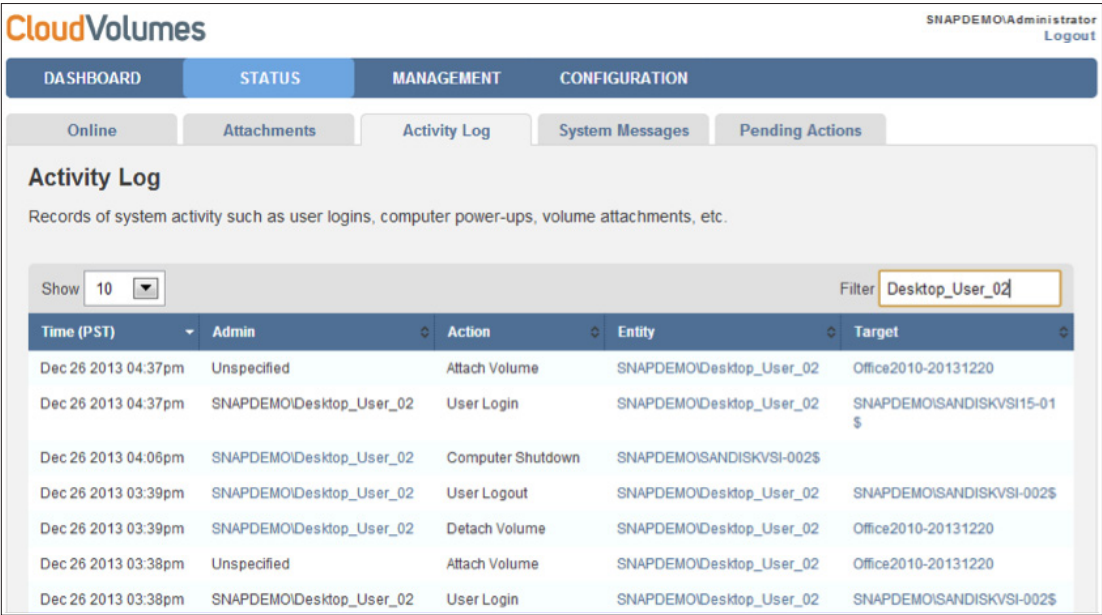 CloudVolumes
SNAPDEMO\Administrator
Logout
DASHBOARD STATUS MANAGEMENT CONFIGURATION
Online Attachments Activity Log System Messages Pending Actions
Activity Log
Records of system activity such as user logins, computer power-ups, volume attachments, etc.
Show 10 Filter Desktop_User_02
Time (PST) Admin Action Entity Target
Dec 26 2013 04:37pm Unspecified Attach Volume SNAPDEMO\Desktop_User_02 Office2010-20131220
Dec 26 2013 04:37pm SNAPDEMO\Desktop_User_02 User Login SNAPDEMO\Desktop_User_02 SNAPDEMO\SANDISKVSI15-01
$
Dec 26 2013 04:06pm SNAPDEMO\Desktop_User_02 Computer Shutdown SNAPDEMO\SANDISKVSI-002$
Dec 26 2013 03:39pm SNAPDEMO\Desktop_User_02 User Logout SNAPDEMO\Desktop_User_02 SNAPDEMO\SANDISKVSI-002$
Dec 26 2013 03:39pm SNAPDEMO\Desktop_User_02 Detach Volume SNAPDEMO\Desktop_User_02 Office2010-20131220
Dec 26 2013 03:38pm Unspecified Attach Volume SNAPDEMO\Desktop_User_02 Office2010-20131220
Dec 26 2013 03:38pm SNAPDEMO\Desktop_User_02 User Login SNAPDEMO\Desktop_User_02 SNAPDEMO\SANDISKVSI-002$